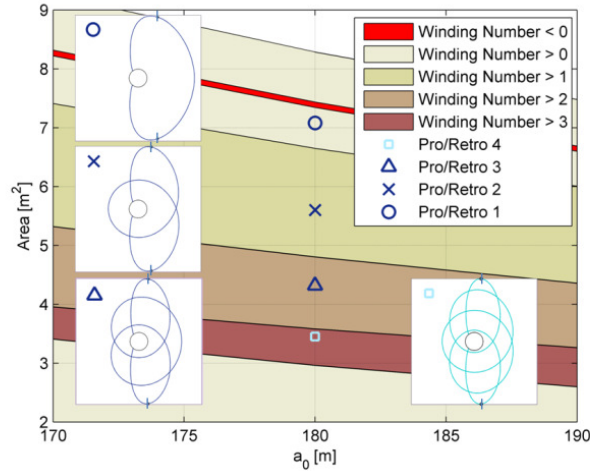 9
8
7
6
5
4
3
2
170
175
180
185
190
Area [m²]
a₀ [m]
Winding Number < 0
Winding Number > 0
Winding Number > 1
Winding Number > 2
Winding Number > 3
Pro/Retro 4
Pro/Retro 3
Pro/Retro 2
Pro/Retro 1